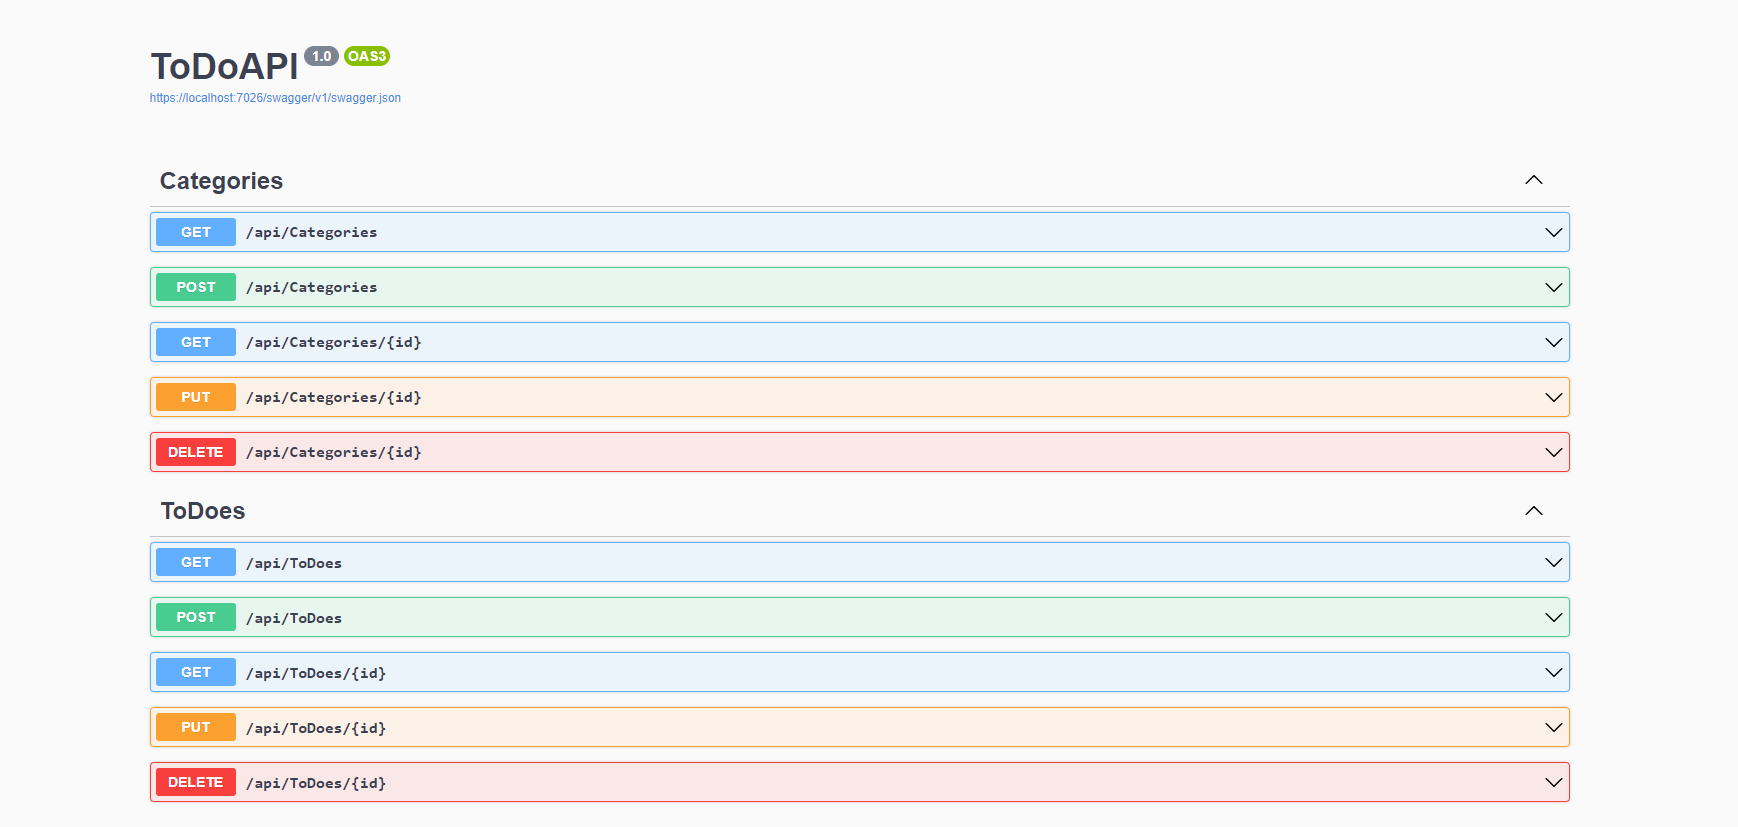 ToDoAPI 1.0 OAS3
https://localhost:7026/swagger/v1/swagger.json
Categories
GET /api/Categories
POST /api/Categories
GET /api/Categories/{id}
PUT /api/Categories/{id}
DELETE /api/Categories/{id}
ToDoes
GET /api/ToDoes
POST /api/ToDoes
GET /api/ToDoes/{id}
PUT /api/ToDoes/{id}
DELETE /api/ToDoes/{id}